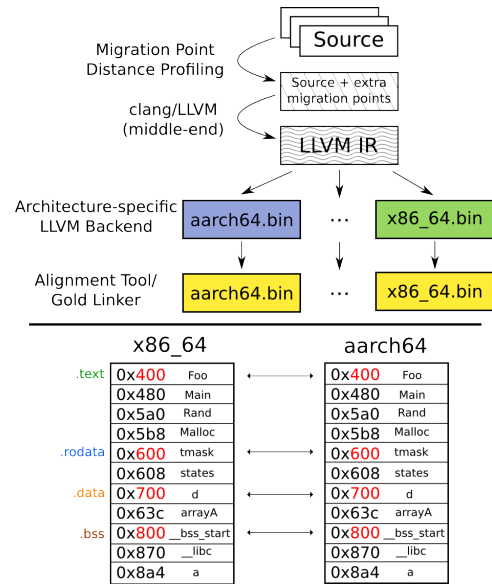 Source
Migration Point
Distance Profiling
Source + extra
migration points
clang/LLVM
(middle-end)
LLVM IR
Architecture-specific
LLVM Backend
aarch64.bin
...
x86_64.bin
Alignment Tool/
Gold Linker
aarch64.bin
...
x86_64.bin
x86_64
aarch64
.text 0x400 Foo 0x400 Foo
0x480 Main 0x480 Main
0x5a0 Rand 0x5a0 Rand
0x5b8 Malloc 0x5b8 Malloc
.rodata 0x600 tmask 0x600 tmask
0x608 states 0x608 states
.data 0x700 d 0x700 d
0x63c arrayA 0x63c arrayA
.bss 0x800 __bss_start 0x800 __bss_start
0x870 __libc 0x870 __libc
0x8a4 a 0x8a4 a